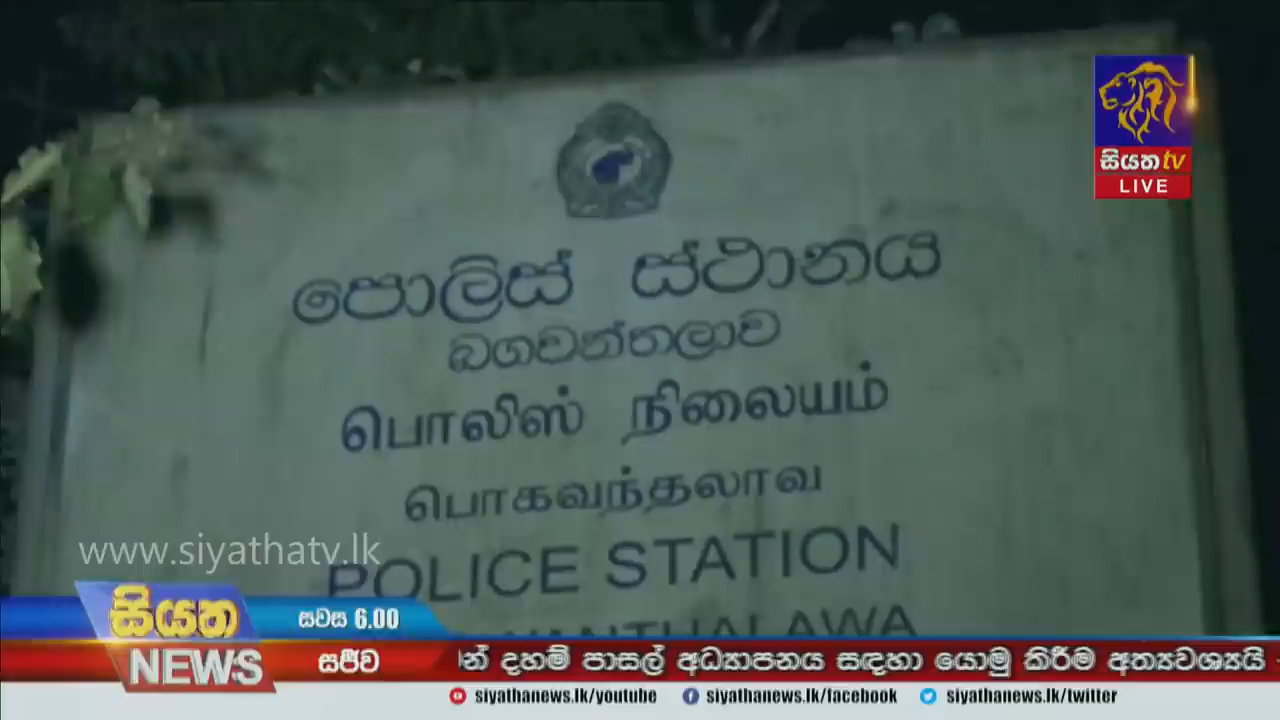 සියත tv
LIVE
පොලිස් ස්ථානය
බගවන්තලාව
பொலிஸ் நிலையம்
பொகவந்தலாவ
POLICE STATION
www.siyathatv.lk
සියත
NEWS
සවස 6.00
සජීව
දහම් පාසල් අධ්‍යාපනය සඳහා යොමු කිරීම අත්‍යවශ්‍යයි -
siyathanews.lk/youtube siyathanews.lk/facebook siyathanews.lk/twitter